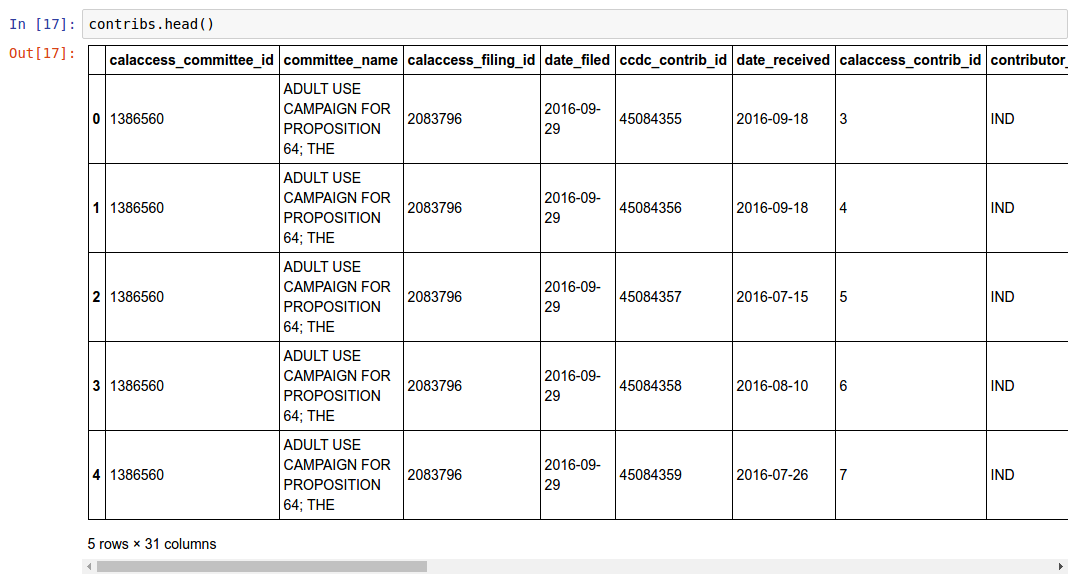 In [17]: contribs.head()
Out[17]:
calaccess_committee_id committee_name calaccess_filing_id date_filed ccdc_contrib_id date_received calaccess_contrib_id contributor_
ADULT USE
CAMPAIGN FOR
0 1386560 PROPOSITION 2083796 2016-09-29 45084355 2016-09-18 3 IND
64; THE
ADULT USE
CAMPAIGN FOR
1 1386560 PROPOSITION 2083796 2016-09-29 45084356 2016-09-18 4 IND
64; THE
ADULT USE
CAMPAIGN FOR
2 1386560 PROPOSITION 2083796 2016-09-29 45084357 2016-07-15 5 IND
64; THE
ADULT USE
CAMPAIGN FOR
3 1386560 PROPOSITION 2083796 2016-09-29 45084358 2016-08-10 6 IND
64; THE
ADULT USE
CAMPAIGN FOR
4 1386560 PROPOSITION 2083796 2016-09-29 45084359 2016-07-26 7 IND
64; THE
5 rows × 31 columns